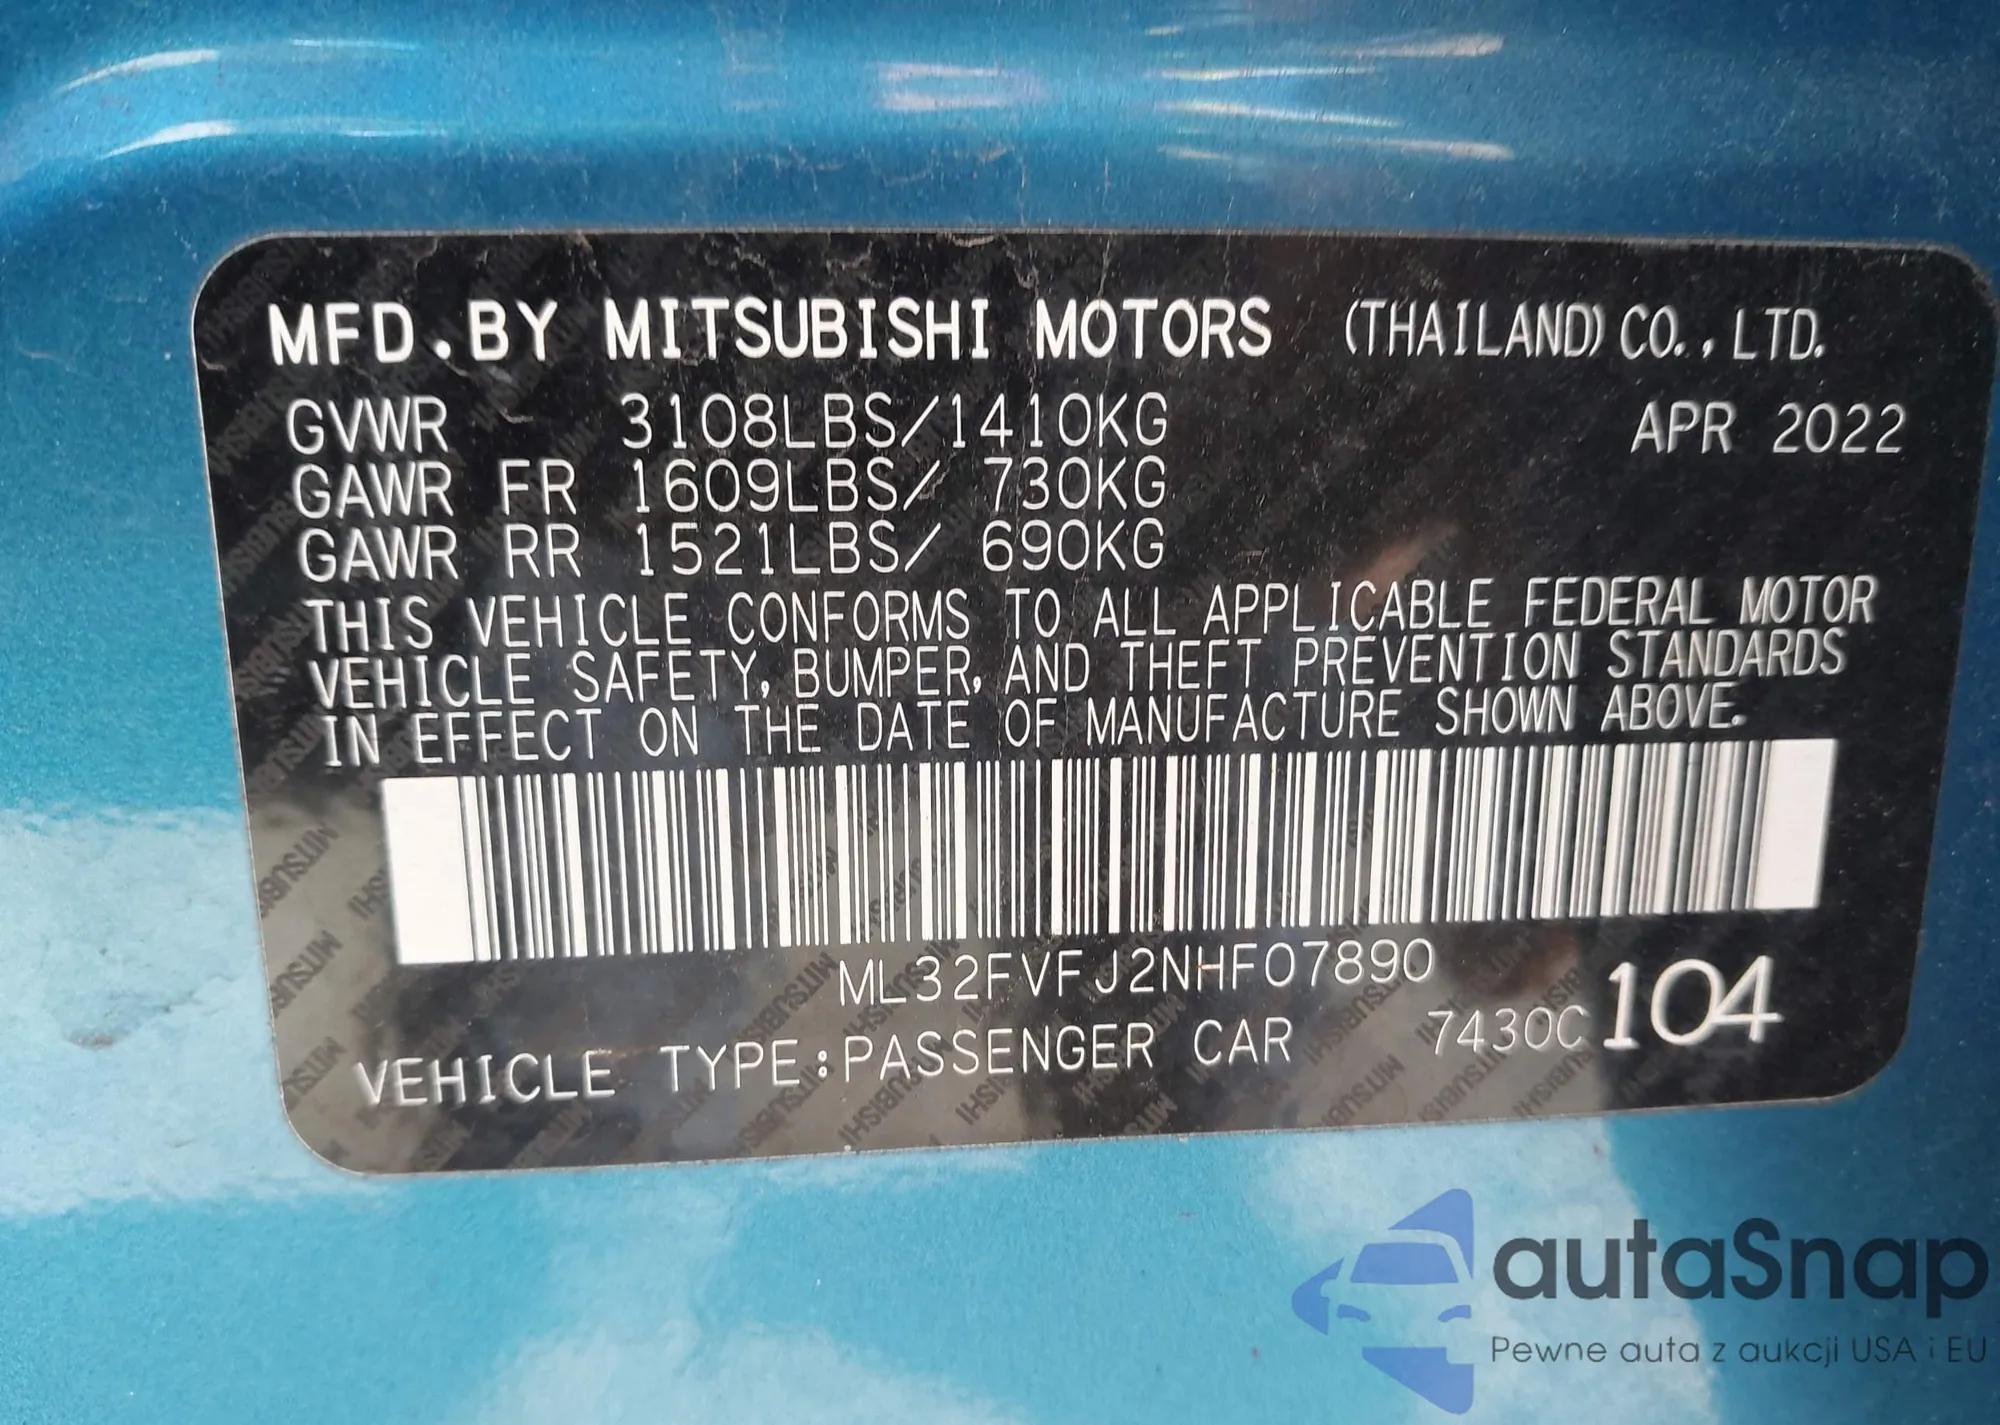 MFD.BY MITSUBISHI MOTORS (THAILAND) CO., LTD.
GVWR 3108LBS/1410KG APR 2022
GAWR FR 1609LBS/ 730KG
GAWR RR 1521LBS/ 690KG
THIS VEHICLE CONFORMS TO ALL APPLICABLE FEDERAL MOTOR
VEHICLE SAFETY, BUMPER, AND THEFT PREVENTION STANDARDS
IN EFFECT ON THE DATE OF MANUFACTURE SHOWN ABOVE.
ML32FVFJ2NHF07890
VEHICLE TYPE:PASSENGER CAR 7430C 104
autaSnap
Pewne auta z aukcji USA i EU